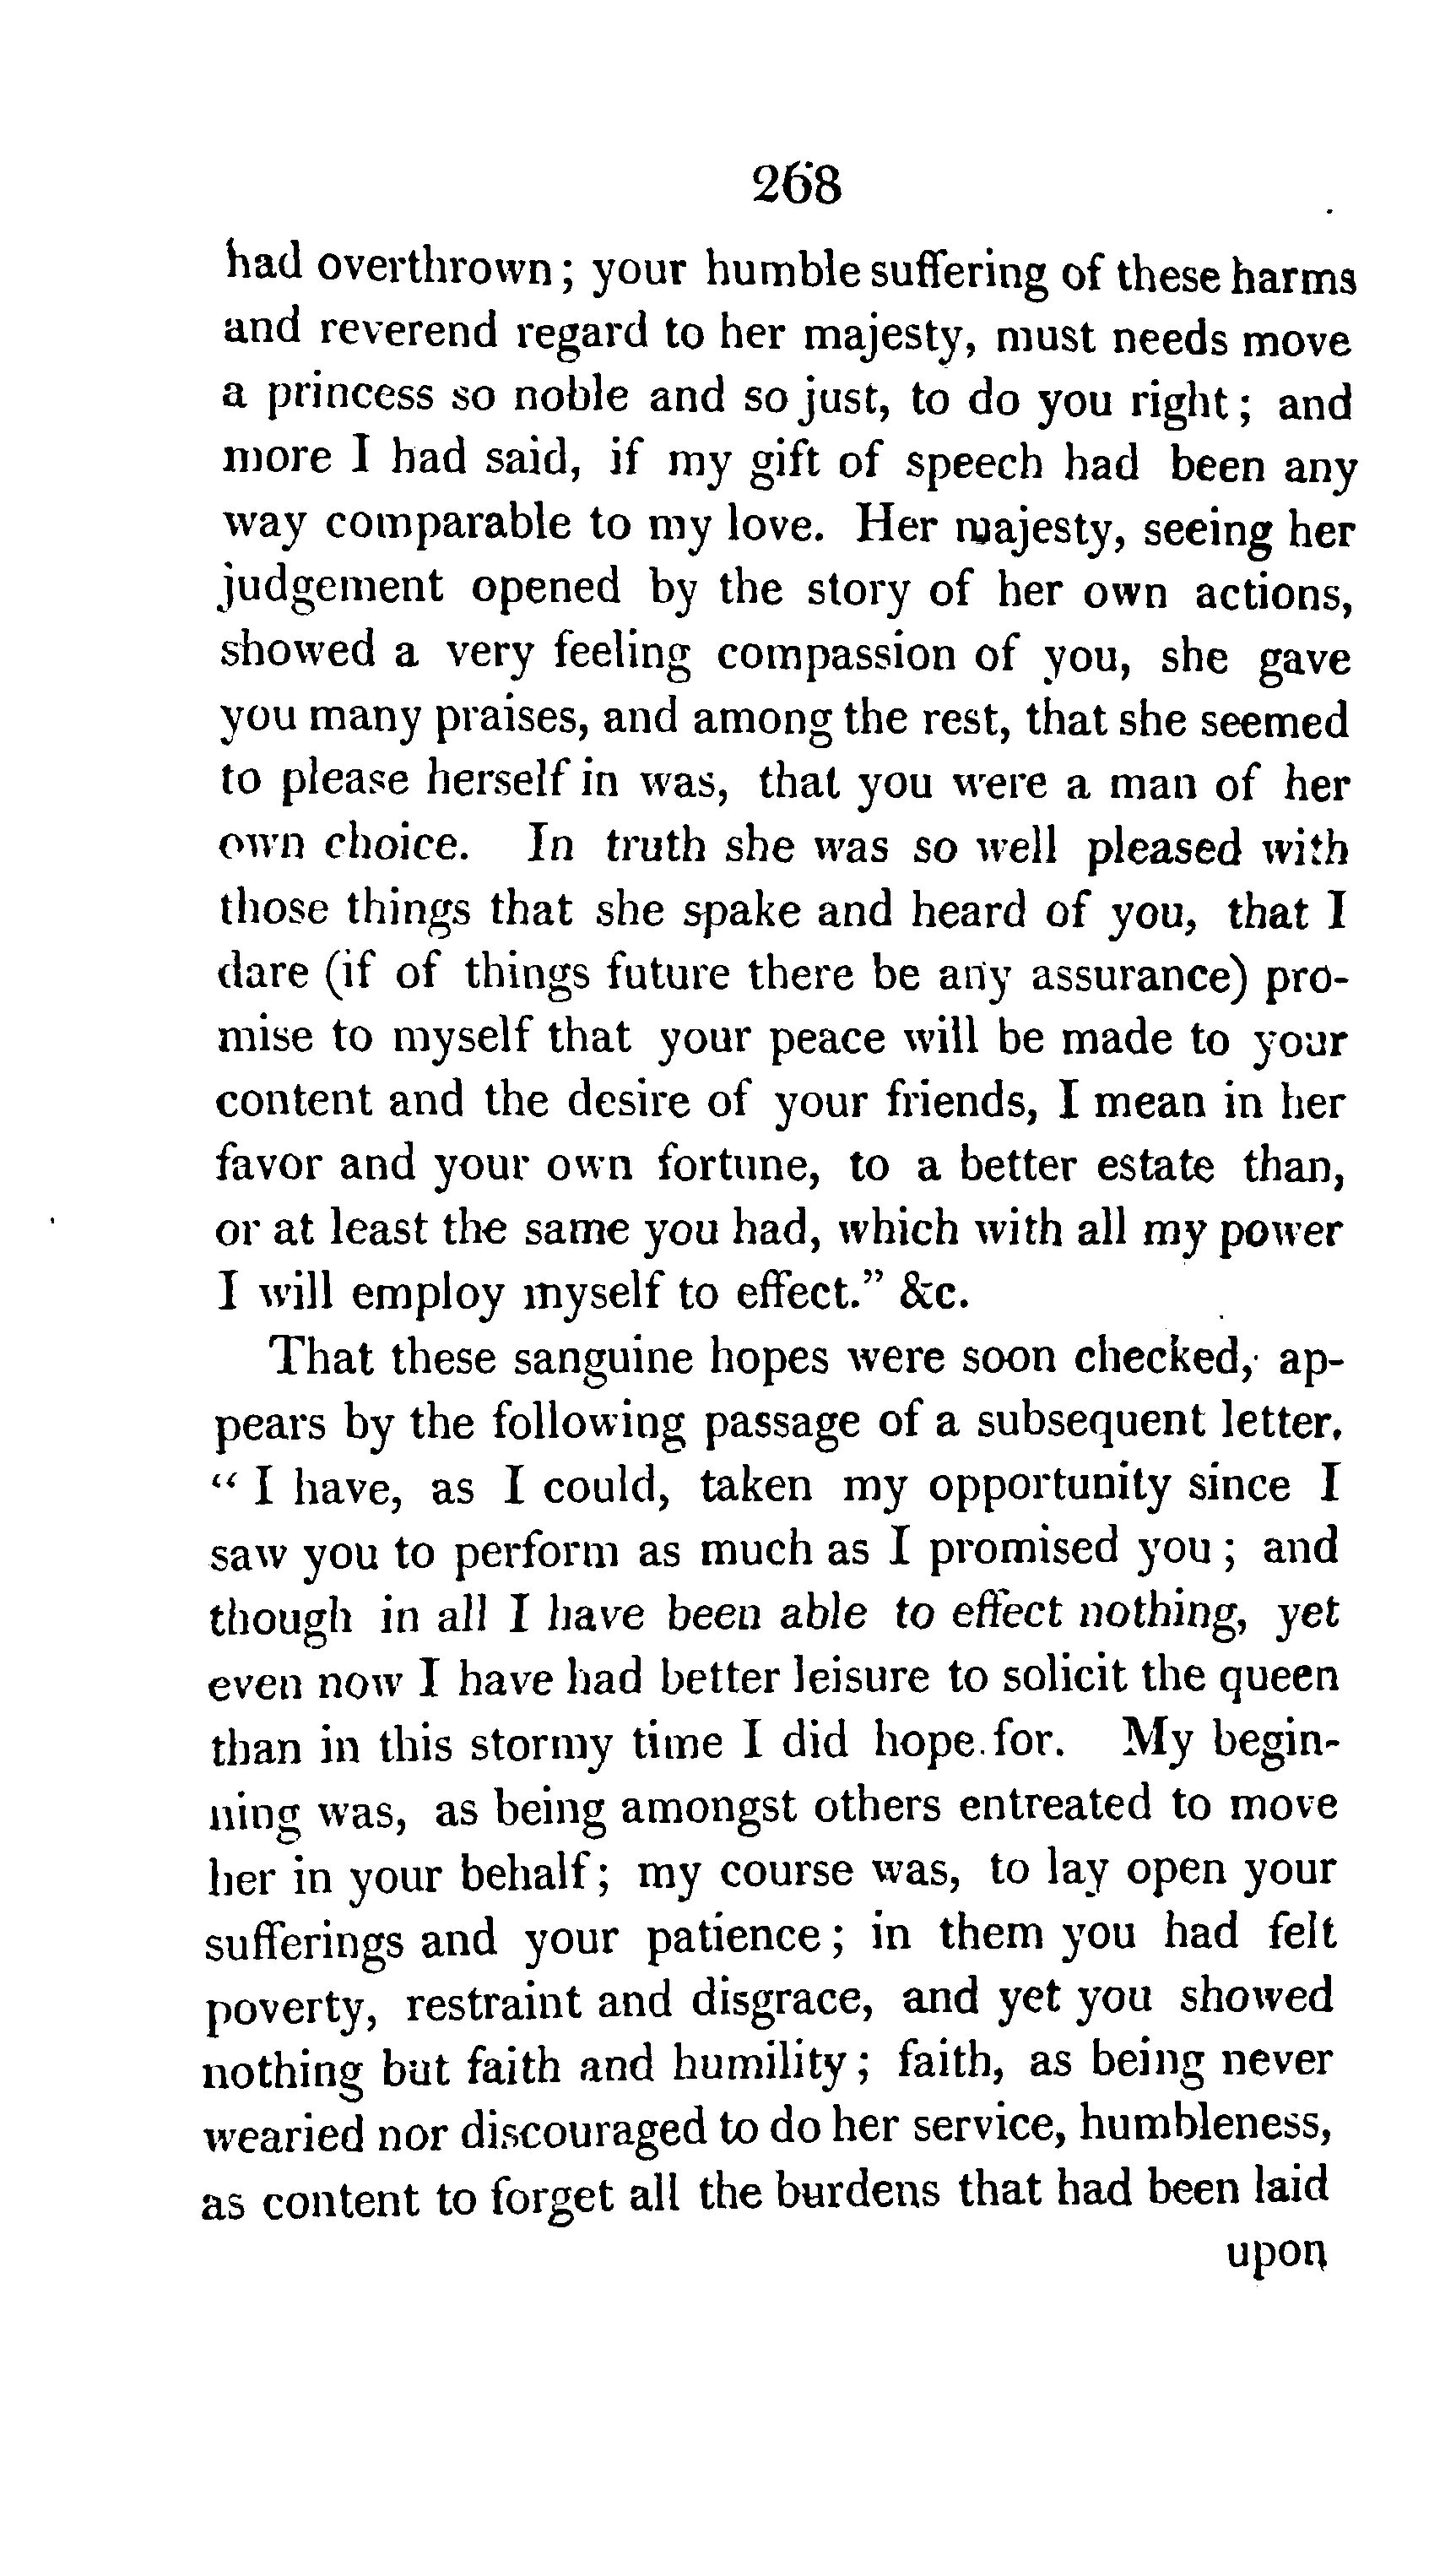 268
had overthrown; your humble suffering of these harms
and reverend regard to her majesty, must needs move
a princess so noble and so just, to do you right; and
more I had said, if my gift of speech had been any
way comparable to my love. Her majesty, seeing her
judgement opened by the story of her own actions,
showed a very feeling compassion of you, she gave
you many praises, and among the rest, that she seemed
to please herself in was, that you were a man of her
own choice. In truth she was so well pleased with
those things that she spake and heard of you, that I
dare (if of things future there be any assurance) pro-
mise to myself that your peace will be made to your
content and the desire of your friends, I mean in her
favor and your own fortune, to a better estate than,
or at least the same you had, which with all my power
I will employ myself to effect." &c.
That these sanguine hopes were soon checked, ap-
pears by the following passage of a subsequent letter.
" I have, as I could, taken my opportunity since I
saw you to perform as much as I promised you; and
though in all I have been able to effect nothing, yet
even now I have had better leisure to solicit the queen
than in this stormy time I did hope for. My begin-
ning was, as being amongst others entreated to move
her in your behalf; my course was, to lay open your
sufferings and your patience; in them you had felt
poverty, restraint and disgrace, and yet you showed
nothing but faith and humility; faith, as being never
wearied nor discouraged to do her service, humbleness,
as content to forget all the burdens that had been laid
upon